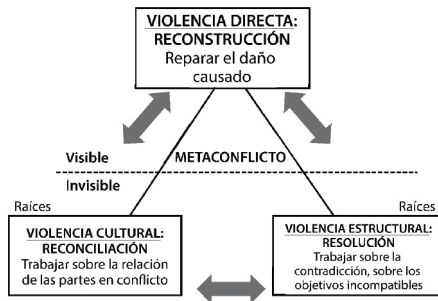 VIOLENCIA DIRECTA:
RECONSTRUCCIÓN
Reparar el daño
causado
Visible
METACONFLICTO
Invisible
Raíces
Raíces
VIOLENCIA CULTURAL:
RECONCILIACIÓN
Trabajar sobre la relación
de las partes en conflicto
VIOLENCIA ESTRUCTURAL:
RESOLUCIÓN
Trabajar sobre la
contradicción, sobre los
objetivos incompatibles